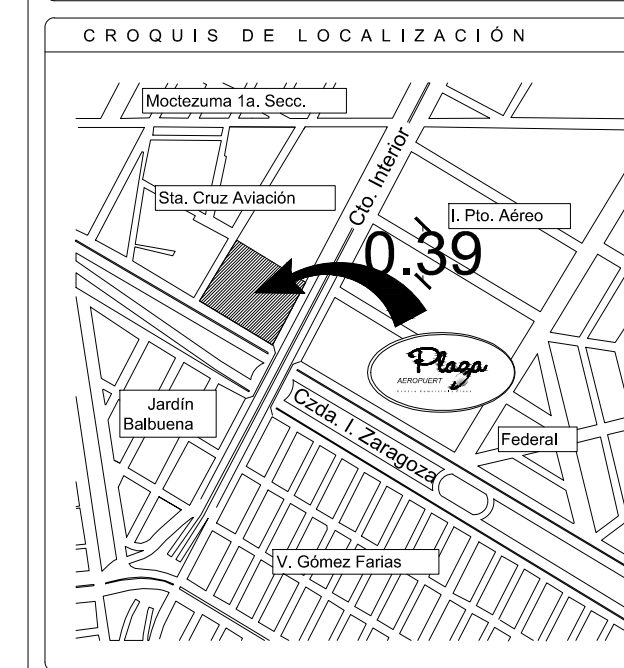 CROQUIS DE LOCALIZACIÓN
Moctezuma 1a. Secc.
Cto. Interior
Sta. Cruz Aviación
I. Pto. Aéreo
0.39
Plaza
AEROPUERT
Jardín
Balbuena
Czda. I. Zaragoza
Federal
V. Gómez Farias